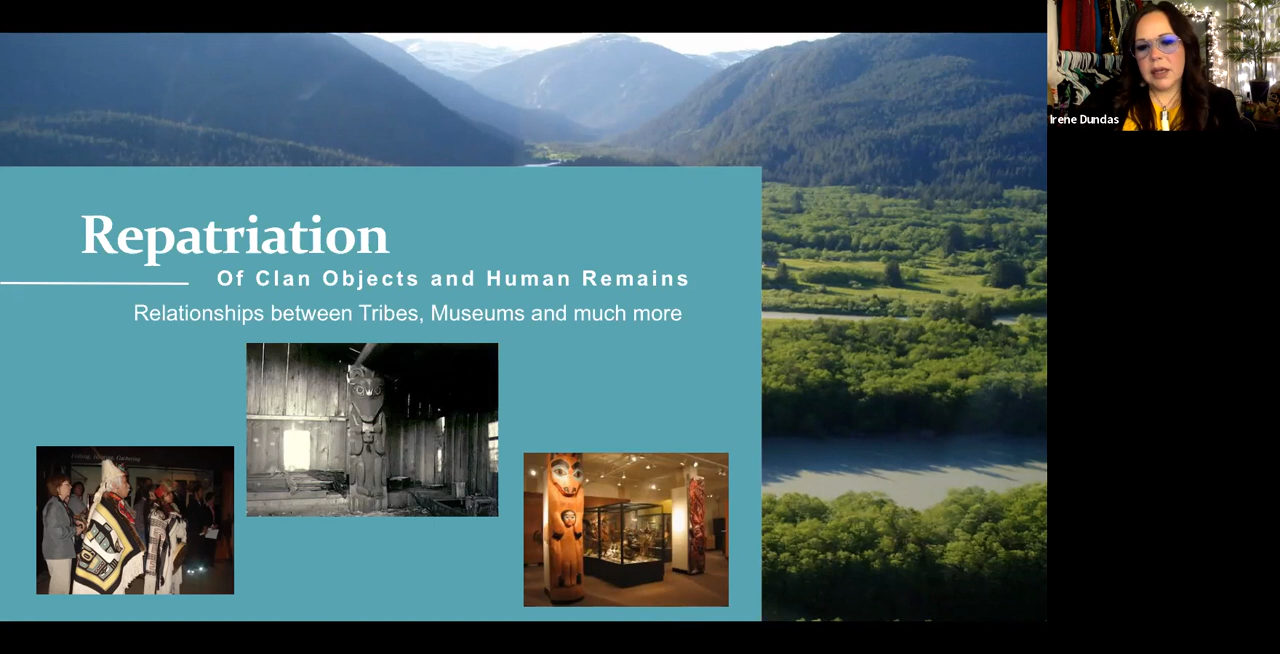 Repatriation
Of Clan Objects and Human Remains
Relationships between Tribes, Museums and much more
Irene Dundas